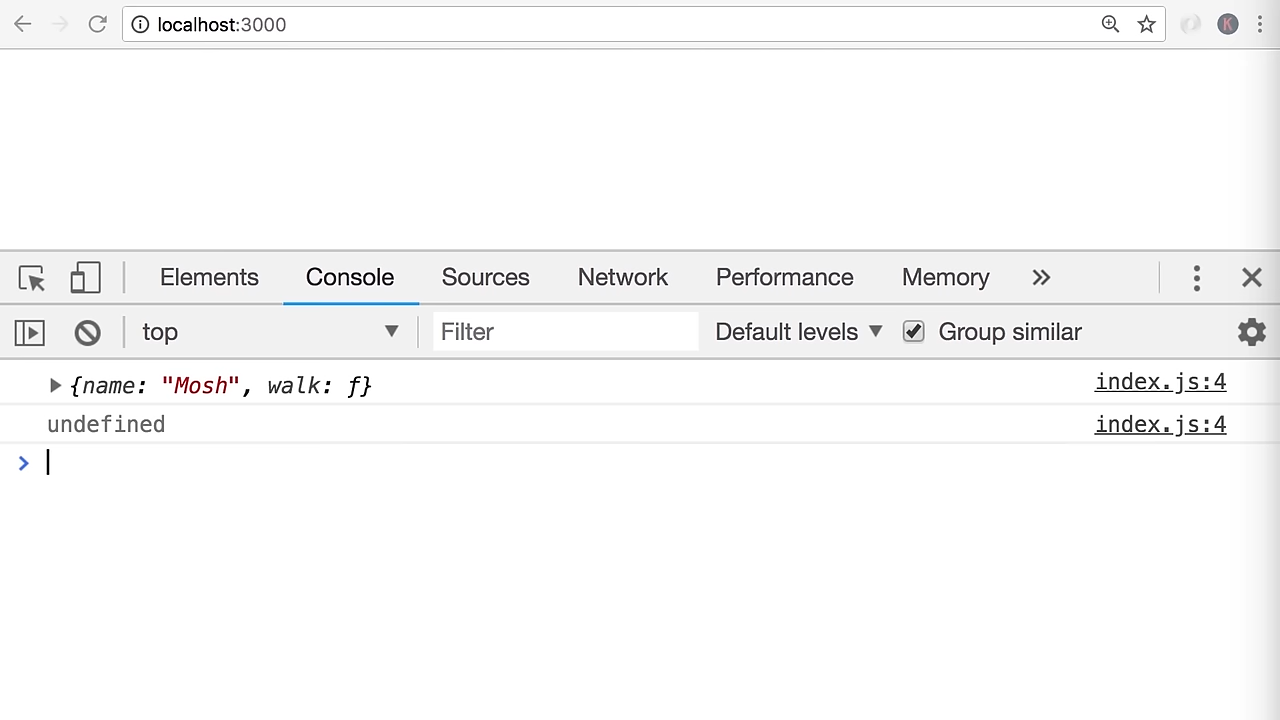 localhost:3000
K
Elements Console Sources Network Performance Memory »
top Filter Default levels Group similar
{name: "Mosh", walk: ƒ} index.js:4
undefined index.js:4
>